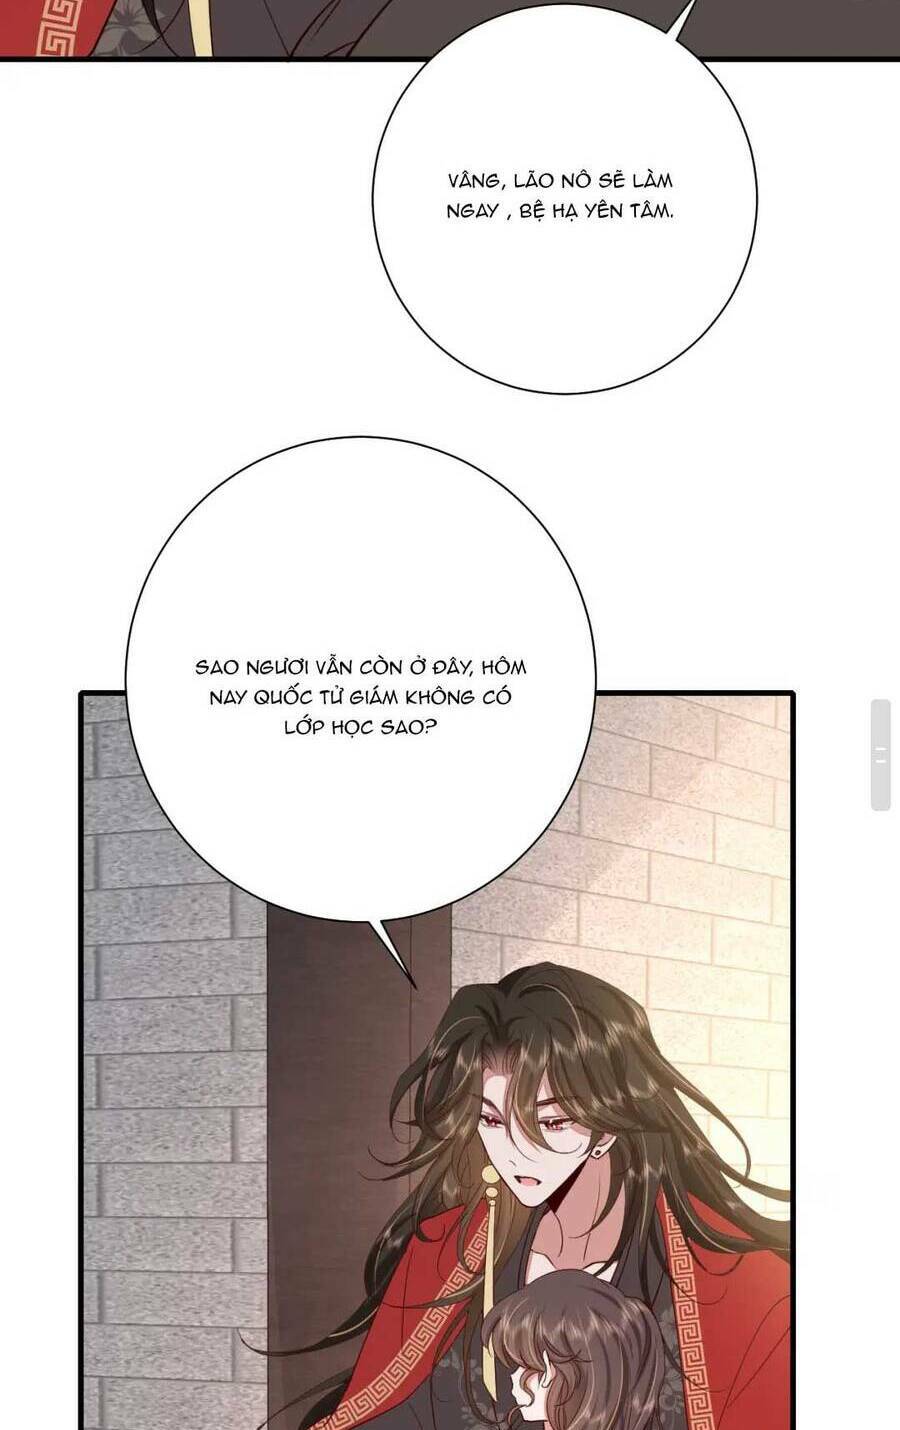 VÂNG, LÃO NÔ SẼ LÀM
NGAY , BỆ HẠ YÊN TÂM.
SAO NGƯƠI VẪN CÒN Ở ĐÂY, HÔM
NAY QUỐC TỬ GIÁM KHÔNG CÓ
LỚP HỌC SAO?